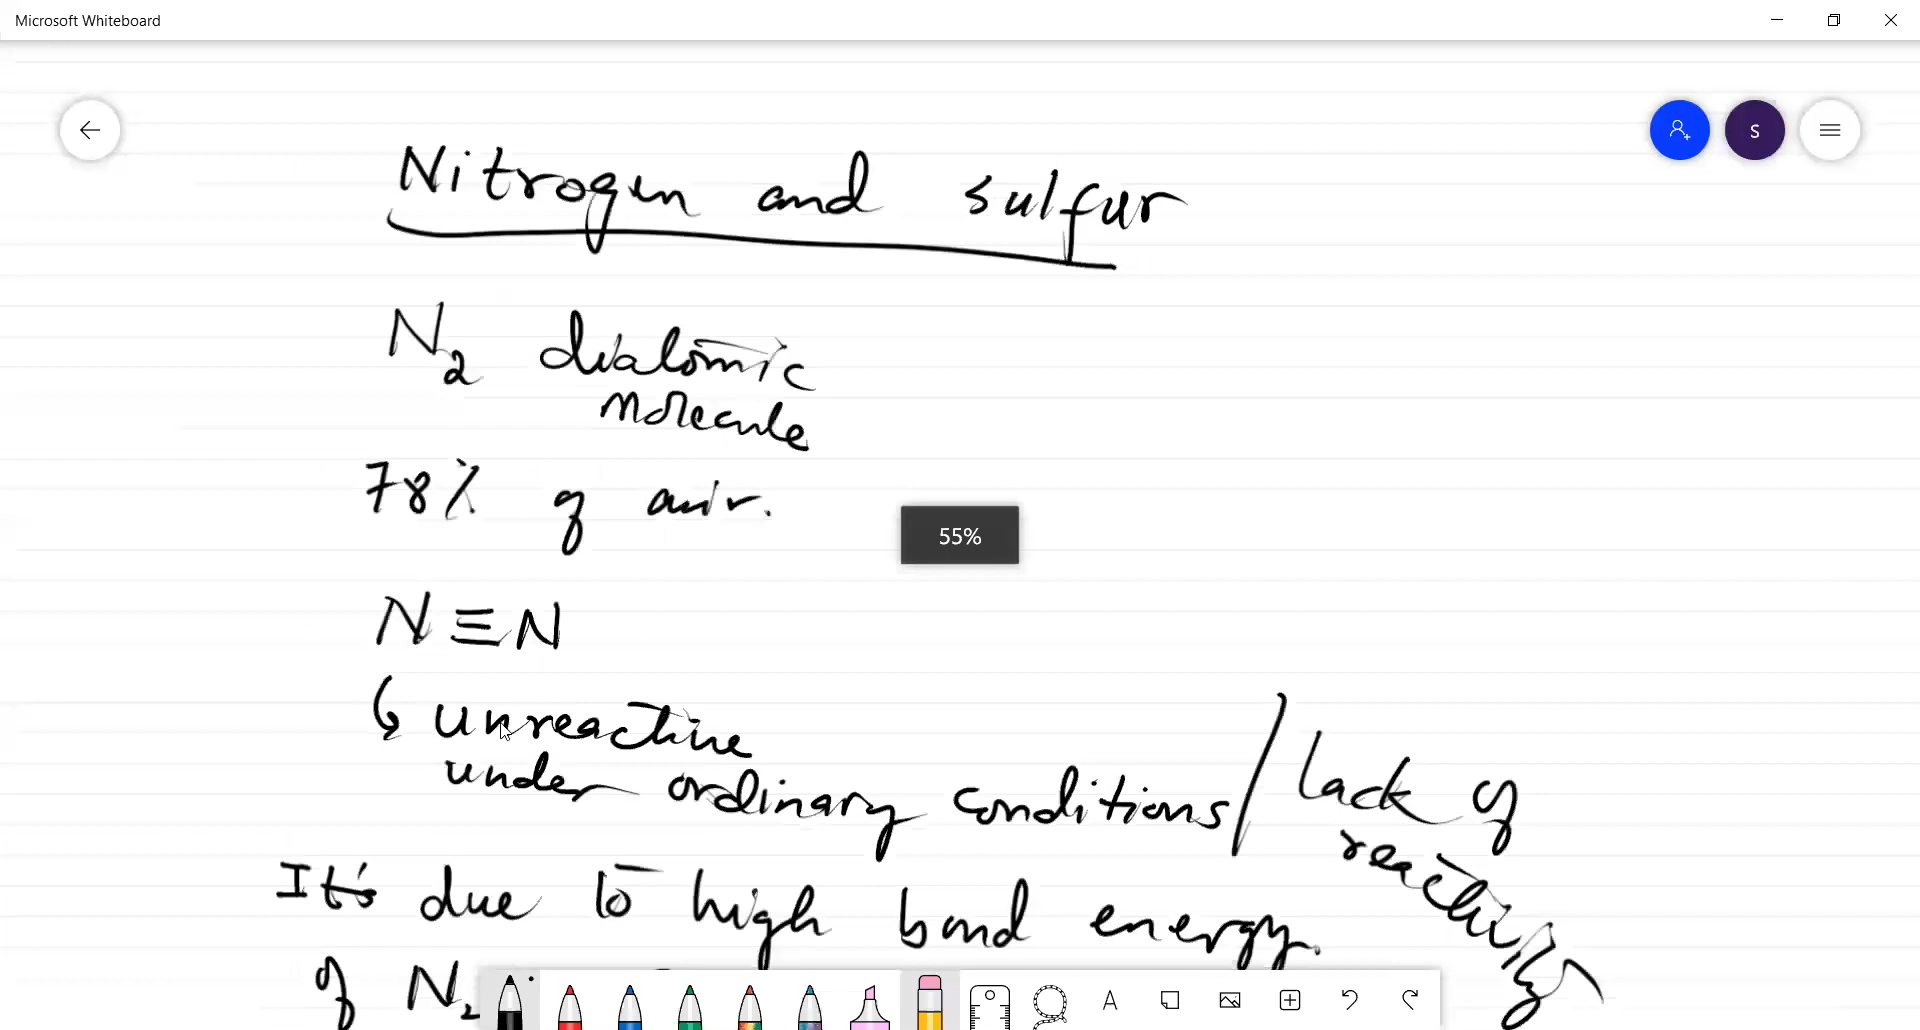 Microsoft Whiteboard
S
Nitrogen and sulfur
N₂ diatomic
molecule
78% of air.
55%
N≡N
↳ unreactive
under ordinary conditions / lack of
reactivity
It's due to high bond energy.
of N₂